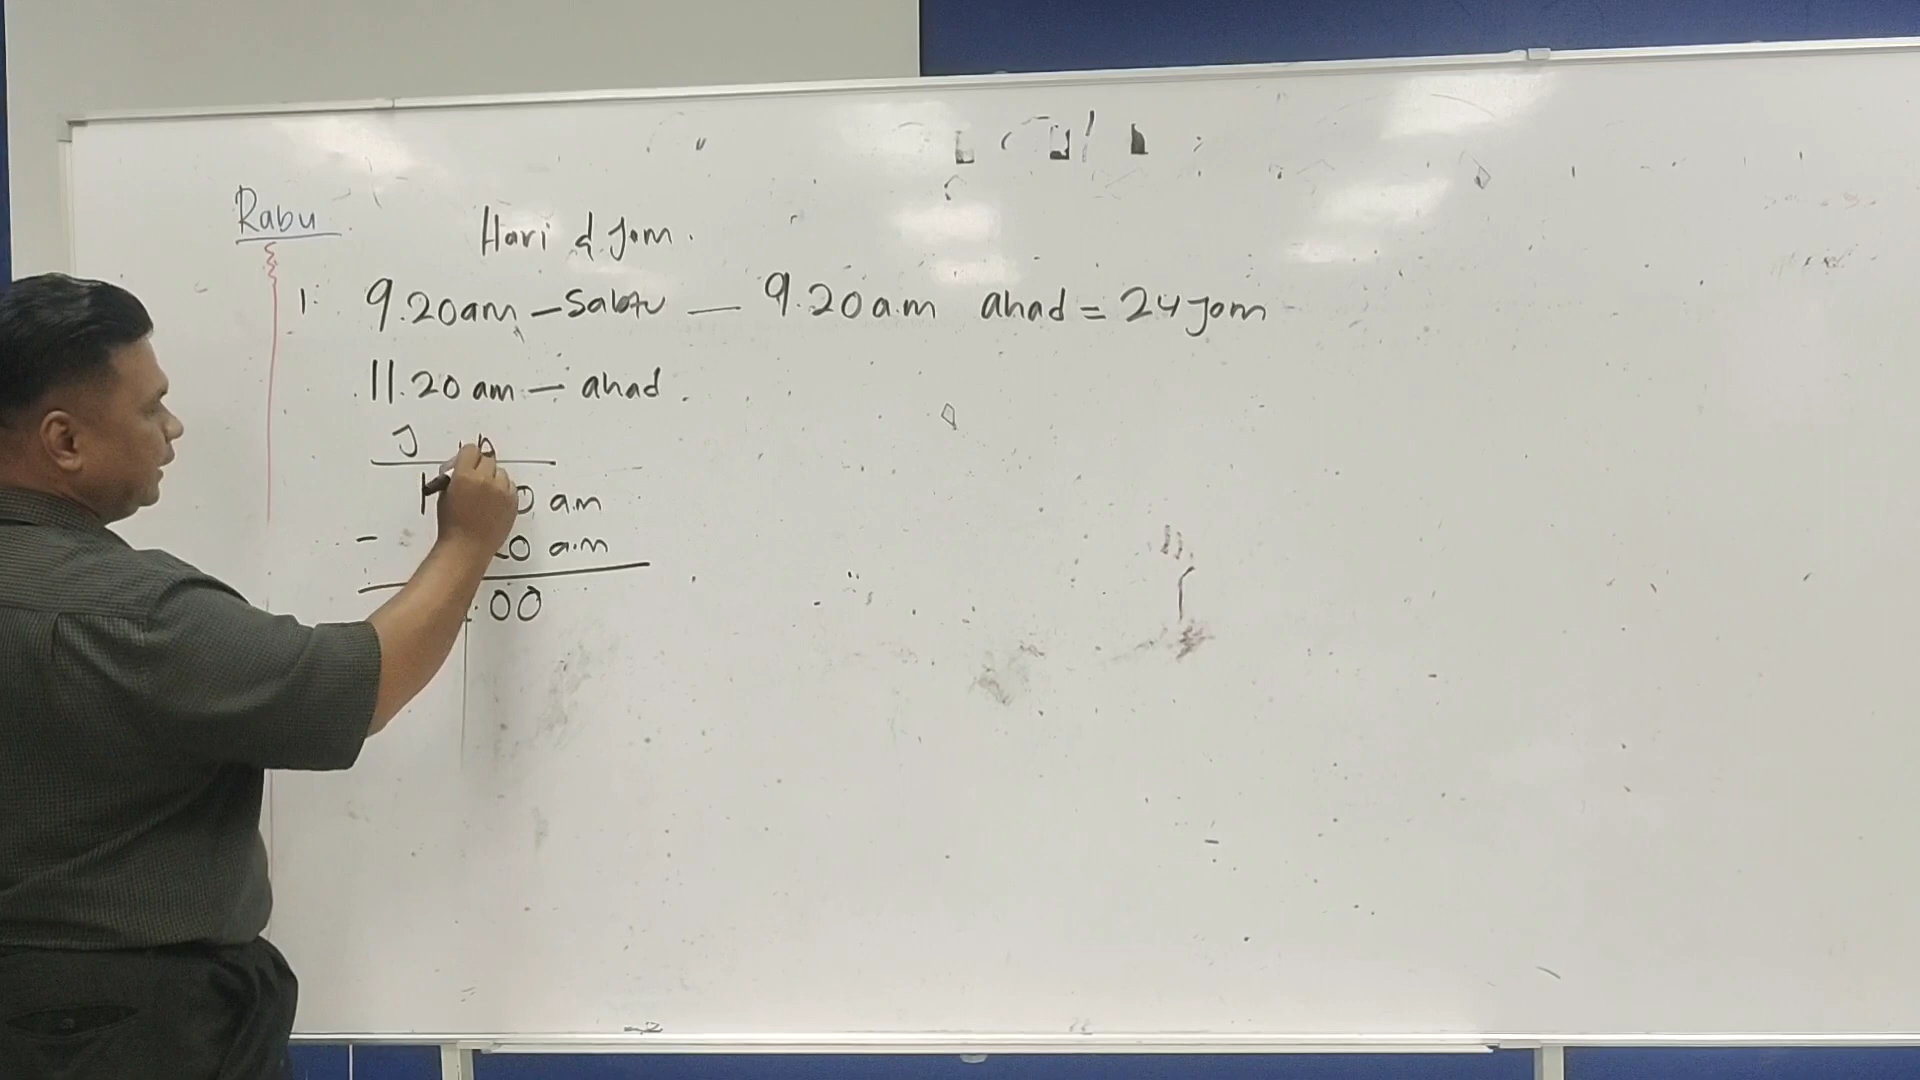 Rabu
Hari & Jam.
1: 9.20am – Sabtu — 9.20 a.m ahad = 24 Jam
11.20 am — ahad.
J
0 am
- 20 a.m
.00